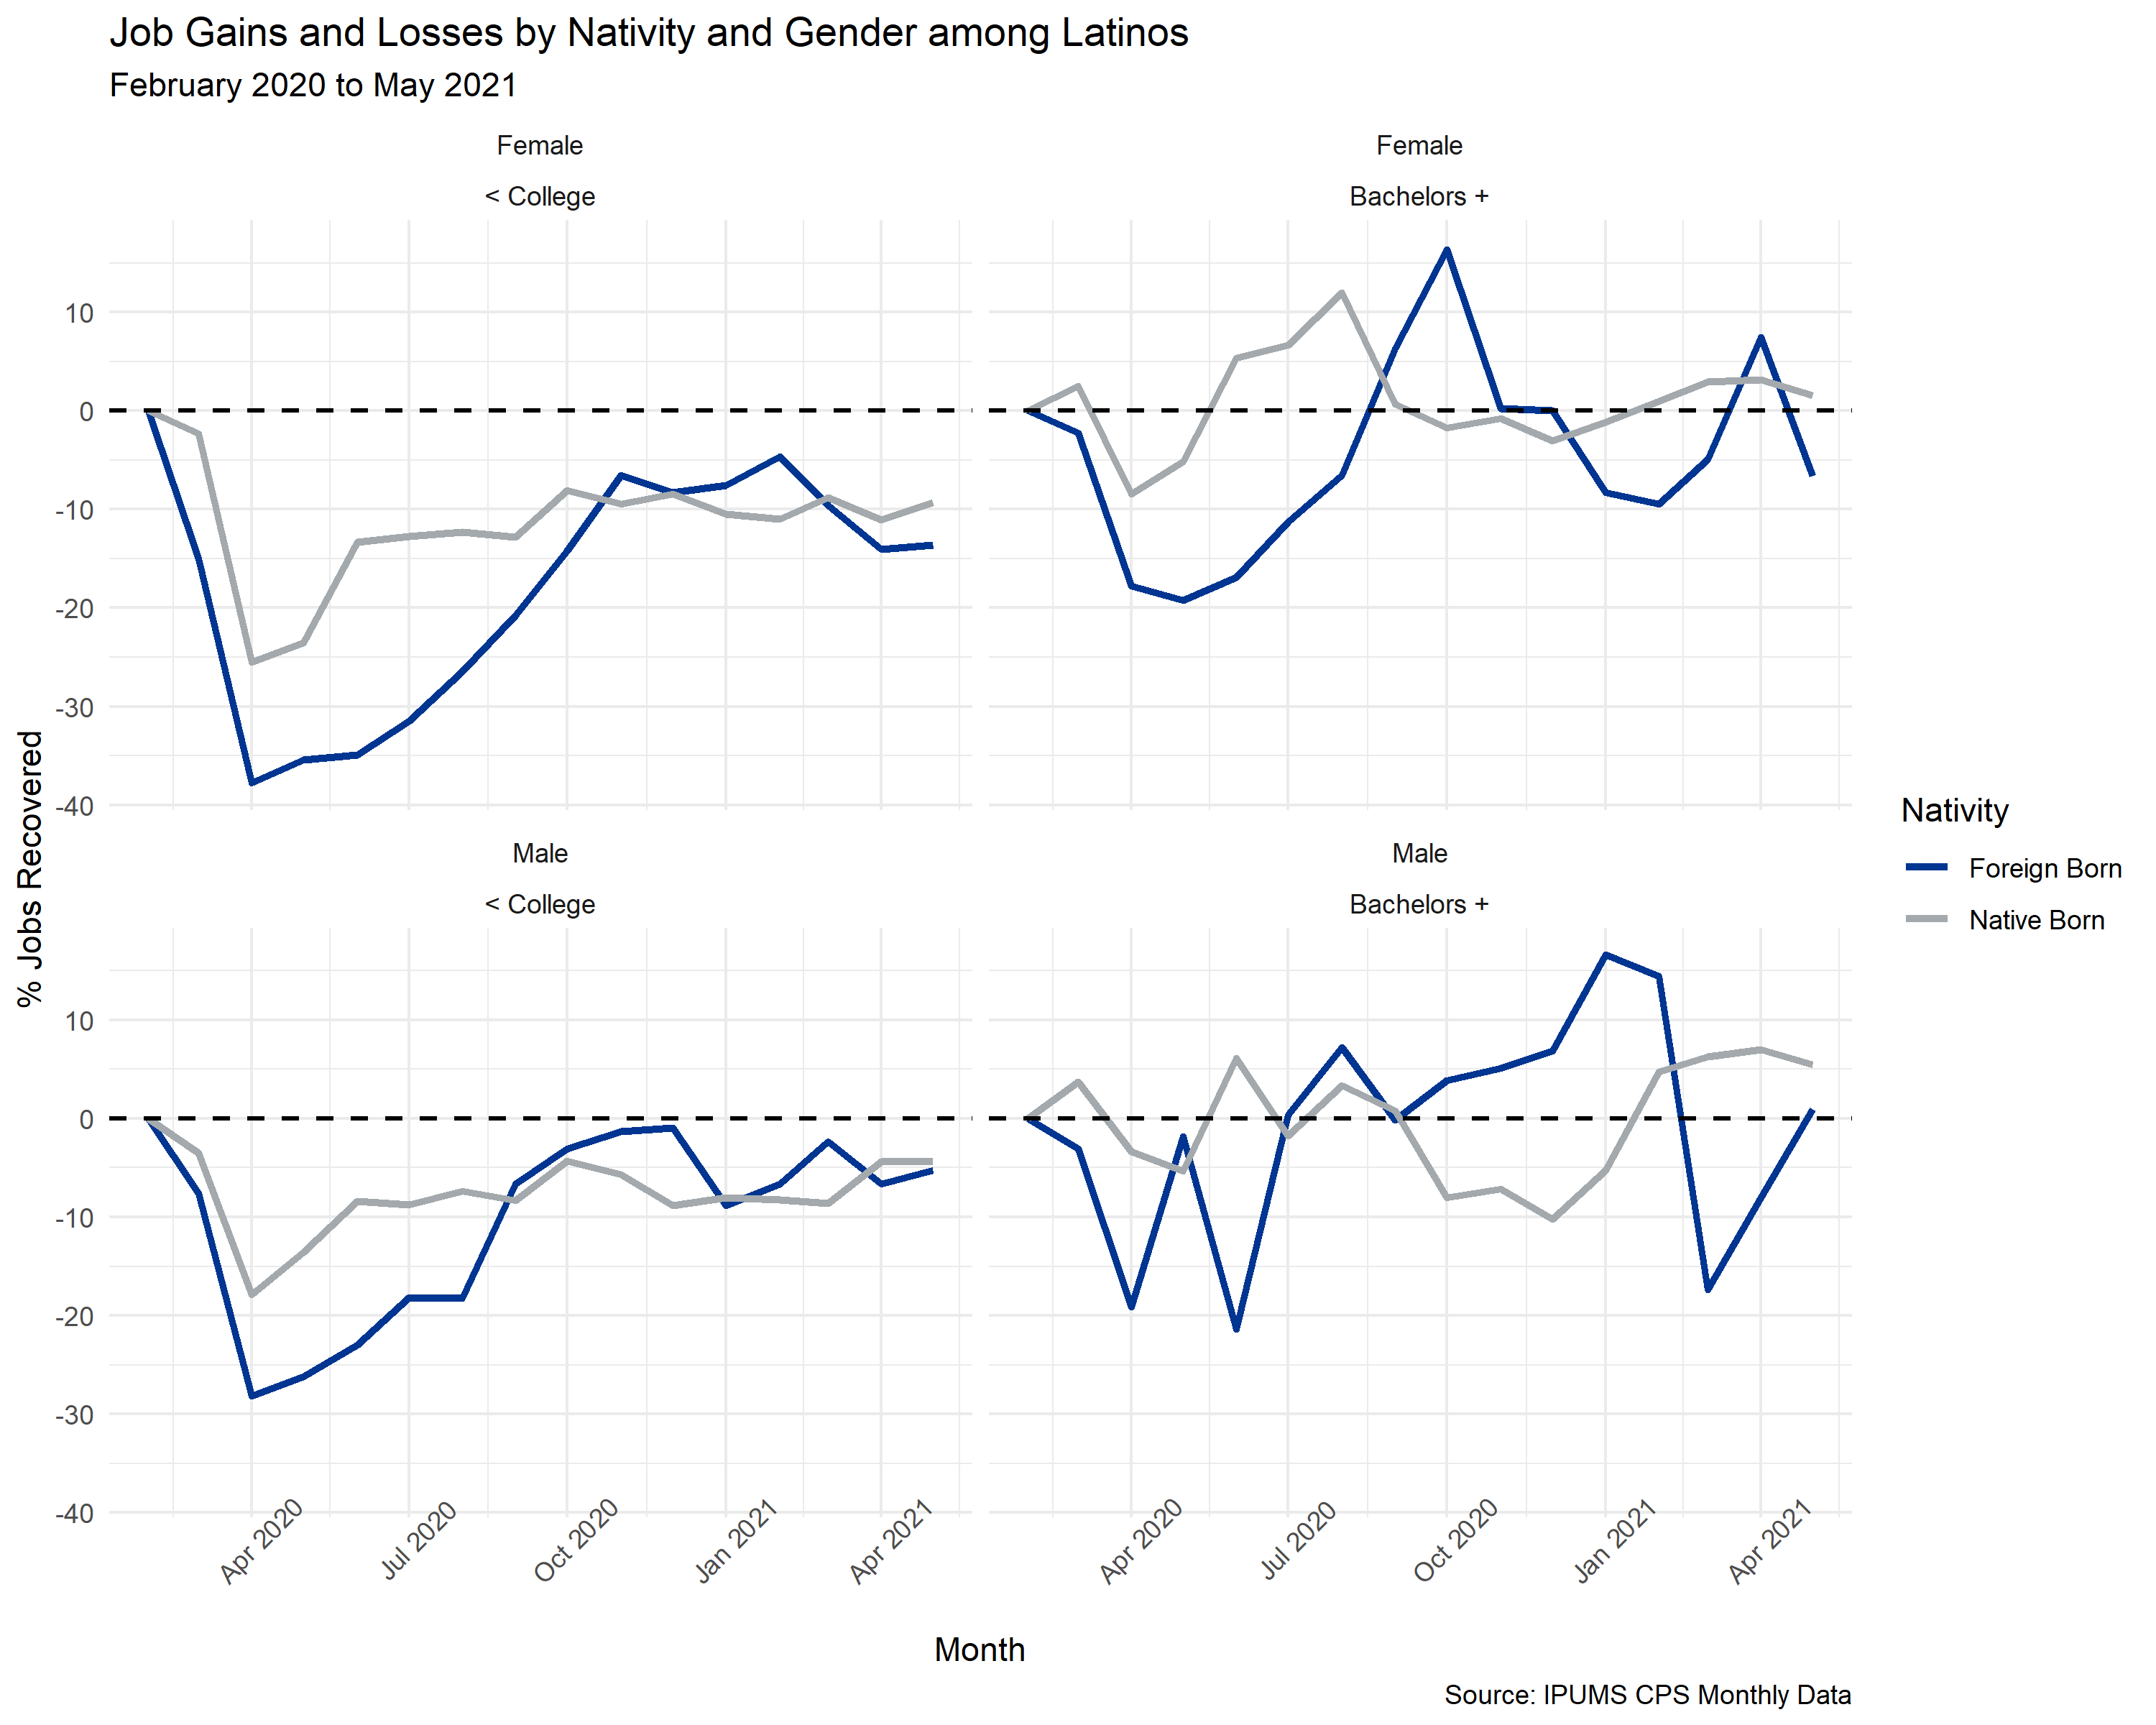 Job Gains and Losses by Nativity and Gender among Latinos
February 2020 to May 2021
Female
< College
Female
Bachelors +
10
0
-10
-20
-30
-40
Male
< College
Male
Bachelors +
10
0
-10
-20
-30
-40
% Jobs Recovered
Apr 2020
Jul 2020
Oct 2020
Jan 2021
Apr 2021
Apr 2020
Jul 2020
Oct 2020
Jan 2021
Apr 2021
Month
Nativity
Foreign Born
Native Born
Source: IPUMS CPS Monthly Data